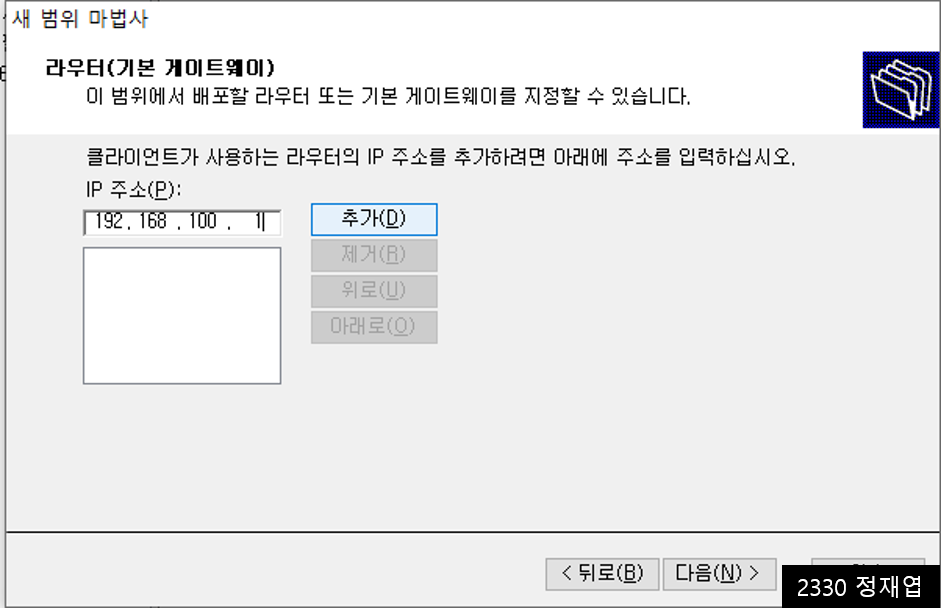 새 범위 마법사
라우터(기본 게이트웨이)
이 범위에서 배포할 라우터 또는 기본 게이트웨이를 지정할 수 있습니다.
클라이언트가 사용하는 라우터의 IP 주소를 추가하려면 아래에 주소를 입력하십시오.
IP 주소(P):
192 . 168 . 100 . 1
추가(D)
제거(R)
위로(U)
아래로(O)
< 뒤로(B)
다음(N) >
2330 정재엽